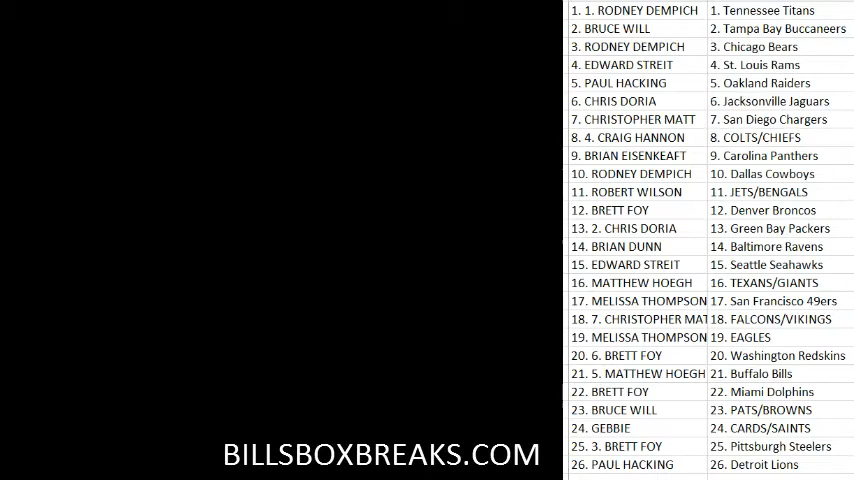 1. 1. RODNEY DEMPICH 1. Tennessee Titans
2. BRUCE WILL 2. Tampa Bay Buccaneers
3. RODNEY DEMPICH 3. Chicago Bears
4. EDWARD STREIT 4. St. Louis Rams
5. PAUL HACKING 5. Oakland Raiders
6. CHRIS DORIA 6. Jacksonville Jaguars
7. CHRISTOPHER MATT 7. San Diego Chargers
8. 4. CRAIG HANNON 8. COLTS/CHIEFS
9. BRIAN EISENKEAFT 9. Carolina Panthers
10. RODNEY DEMPICH 10. Dallas Cowboys
11. ROBERT WILSON 11. JETS/BENGALS
12. BRETT FOY 12. Denver Broncos
13. 2. CHRIS DORIA 13. Green Bay Packers
14. BRIAN DUNN 14. Baltimore Ravens
15. EDWARD STREIT 15. Seattle Seahawks
16. MATTHEW HOEGH 16. TEXANS/GIANTS
17. MELISSA THOMPSON 17. San Francisco 49ers
18. 7. CHRISTOPHER MAT 18. FALCONS/VIKINGS
19. MELISSA THOMPSON 19. EAGLES
20. 6. BRETT FOY 20. Washington Redskins
21. 5. MATTHEW HOEGH 21. Buffalo Bills
22. BRETT FOY 22. Miami Dolphins
23. BRUCE WILL 23. PATS/BROWNS
24. GEBBIE 24. CARDS/SAINTS
25. 3. BRETT FOY 25. Pittsburgh Steelers
26. PAUL HACKING 26. Detroit Lions
BILLSBOXBREAKS.COM